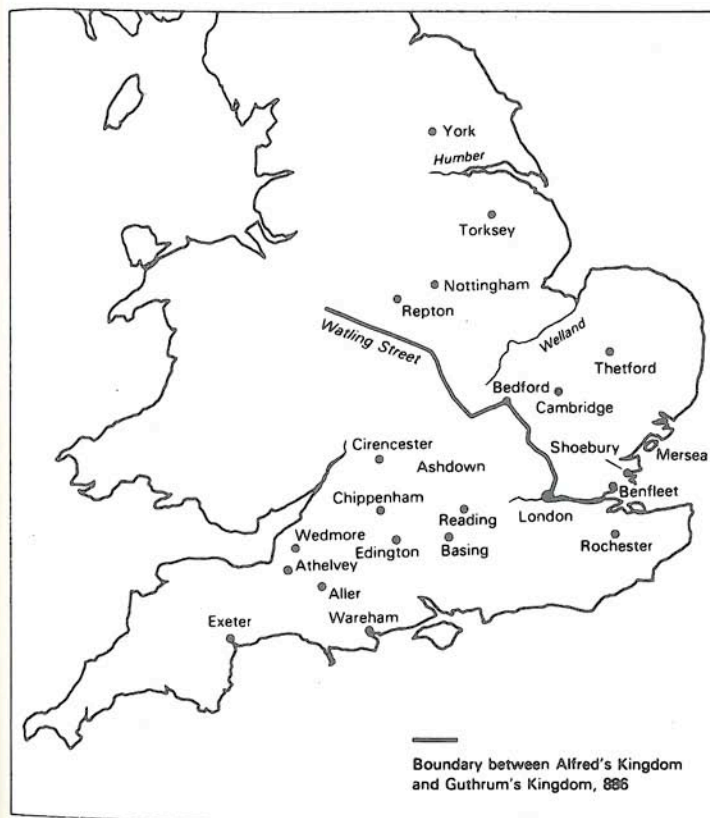 York
Humber
Torksey
Nottingham
Repton
Watling Street
Welland
Thetford
Bedford
Cambridge
Shoebury
Mersea
Cirencester
Ashdown
Benfleet
Chippenham
Reading
London
Wedmore
Edington
Basing
Rochester
Athelvey
Aller
Exeter
Wareham
Boundary between Alfred's Kingdom
and Guthrum's Kingdom, 886